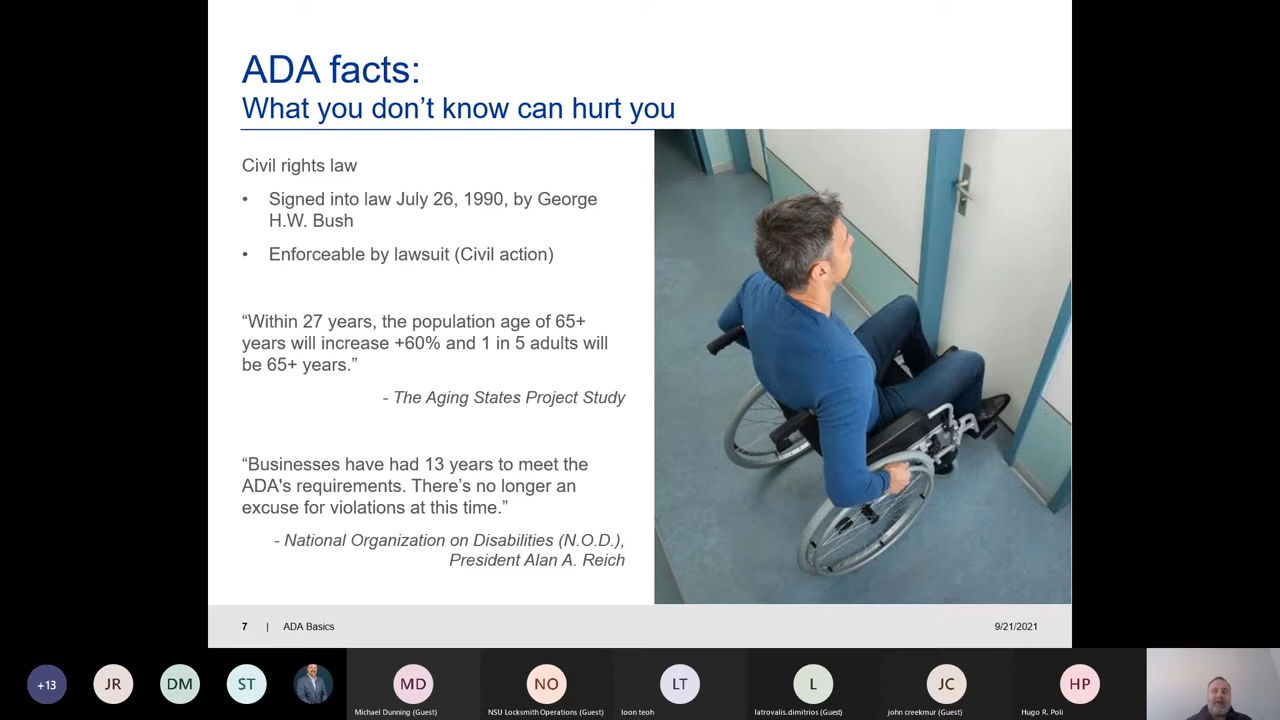 ADA facts:
What you don’t know can hurt you
Civil rights law
• Signed into law July 26, 1990, by George
H.W. Bush
• Enforceable by lawsuit (Civil action)
“Within 27 years, the population age of 65+
years will increase +60% and 1 in 5 adults will
be 65+ years.”
- The Aging States Project Study
“Businesses have had 13 years to meet the
ADA's requirements. There’s no longer an
excuse for violations at this time.”
- National Organization on Disabilities (N.O.D.),
President Alan A. Reich
7 | ADA Basics 9/21/2021
+13 JR DM ST MD NO LT L JC HP
Michael Dunning (Guest) NSU Locksmith Operations (Guest) loon teoh latrovalis.dimitrios (Guest) john creekmur (Guest) Hugo R. Poli